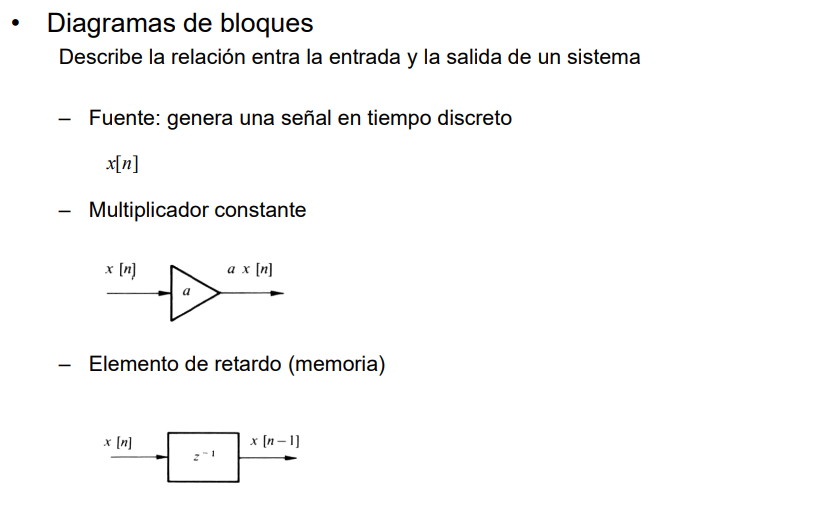 • Diagramas de bloques
Describe la relación entra la entrada y la salida de un sistema
– Fuente: genera una señal en tiempo discreto
x[n]
– Multiplicador constante
x [n] a x [n]
a
– Elemento de retardo (memoria)
x [n] x [n – 1]
z⁻¹